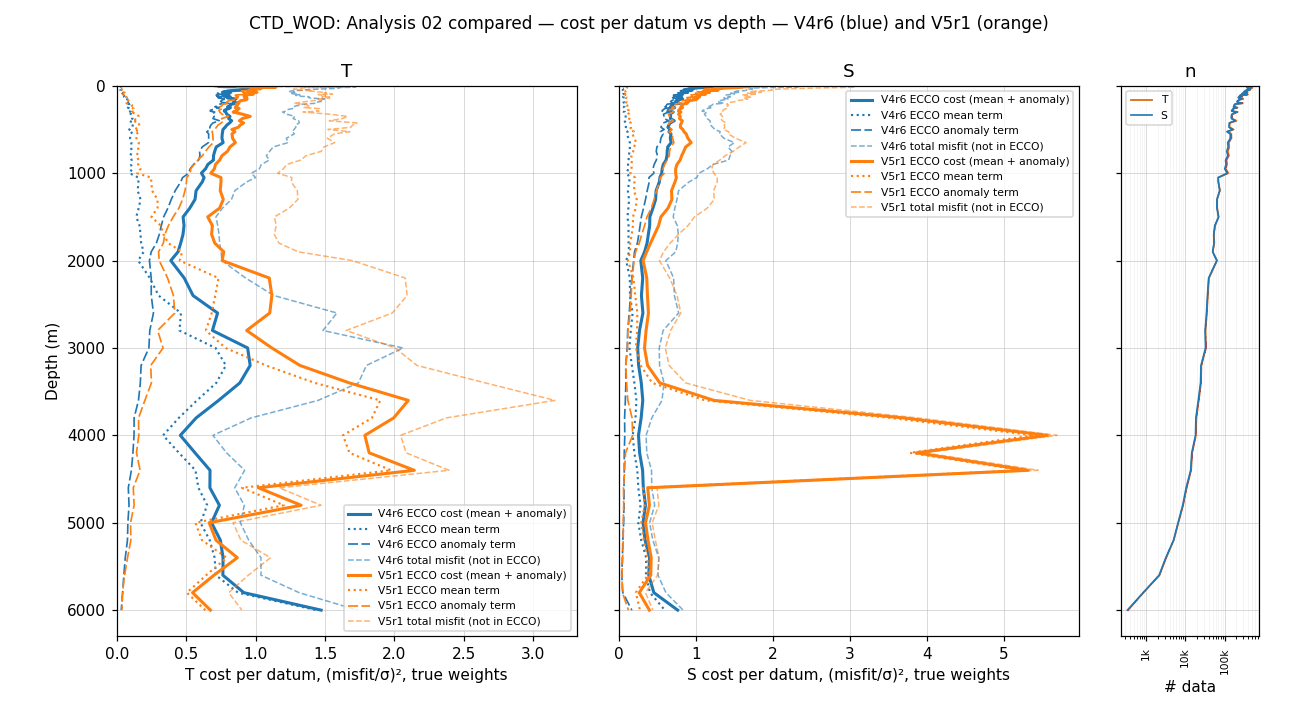 CTD_WOD: Analysis 02 compared — cost per datum vs depth — V4r6 (blue) and V5r1 (orange)
T
S
n
0
1000
2000
3000
4000
5000
6000
Depth (m)
V4r6 ECCO cost (mean + anomaly)
V4r6 ECCO mean term
V4r6 ECCO anomaly term
V4r6 total misfit (not in ECCO)
V5r1 ECCO cost (mean + anomaly)
V5r1 ECCO mean term
V5r1 ECCO anomaly term
V5r1 total misfit (not in ECCO)
0.0 0.5 1.0 1.5 2.0 2.5 3.0
T cost per datum, (misfit/σ)², true weights
V4r6 ECCO cost (mean + anomaly)
V4r6 ECCO mean term
V4r6 ECCO anomaly term
V4r6 total misfit (not in ECCO)
V5r1 ECCO cost (mean + anomaly)
V5r1 ECCO mean term
V5r1 ECCO anomaly term
V5r1 total misfit (not in ECCO)
0 1 2 3 4 5
S cost per datum, (misfit/σ)², true weights
T
S
1k 10k 100k
# data